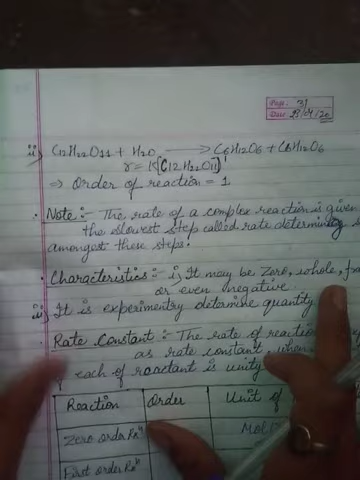 Page: 31
Date: 23/04/20
ii) C12H22O11 + H2O ⟶ C6H12O6 + C6H12O6
r = K[C12H22O11]¹
⇒ Order of reaction = 1
• Note:- The rate of a complex reaction is given
the slowest step called rate determining
amongst these steps.
• Characteristics:- i) It may be zero, whole,
or even negative.
ii) It is experimentry determine quantity
• Rate Constant:- The rate of reaction
as rate constant, when
each of reactant is unity
Reaction Order Unit of
Zero Order Rxⁿ Mol
First order Rxⁿ